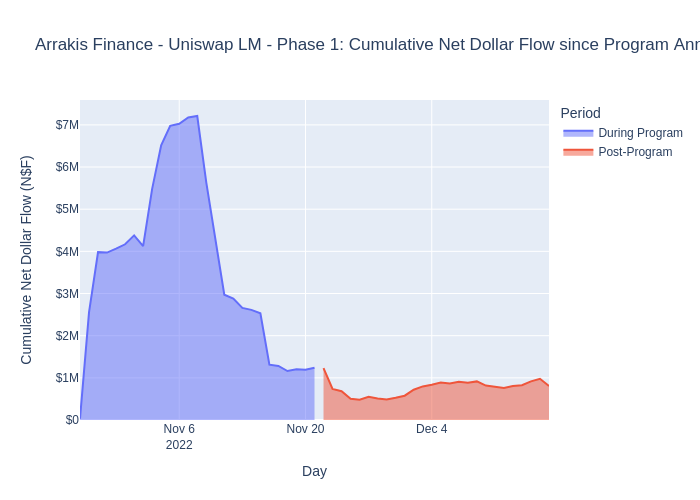 Arrakis Finance - Uniswap LM - Phase 1: Cumulative Net Dollar Flow since Program
Period
During Program
Post-Program
Cumulative Net Dollar Flow (N$F)
$7M
$6M
$5M
$4M
$3M
$2M
$1M
$0
Nov 6
2022
Nov 20
Dec 4
Day